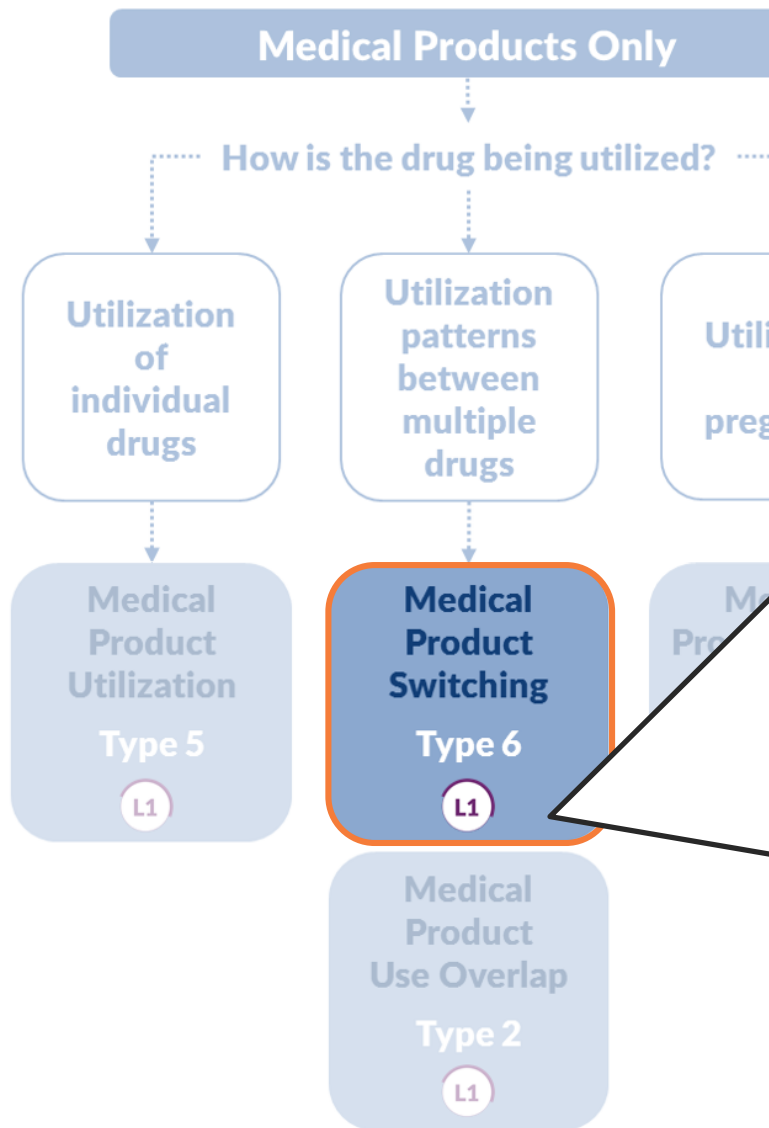 Medical Products Only
How is the drug being utilized?
Utilization
of
individual
drugs
Utilization
patterns
between
multiple
drugs
Medical
Product
Utilization
Type 5
L1
Medical
Product
Switching
Type 6
L1
Medical
Product
Use Overlap
Type 2
L1